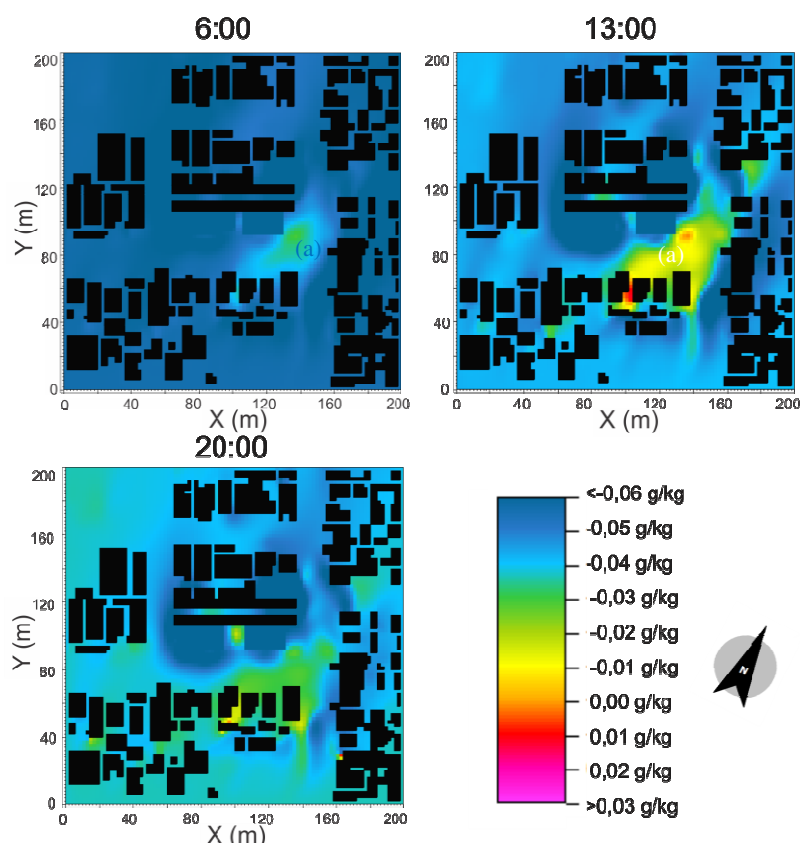 6:00
13:00
200
160
120
80
40
0
Y (m)
(a)
0 40 80 120 160 200
X (m)
200
160
120
80
40
0
(a)
0 40 80 120 160 200
X (m)
20:00
200
160
120
80
40
0
Y (m)
0 40 80 120 160 200
X (m)
<-0,06 g/kg
-0,05 g/kg
-0,04 g/kg
-0,03 g/kg
-0,02 g/kg
-0,01 g/kg
0,00 g/kg
0,01 g/kg
0,02 g/kg
>0,03 g/kg
N